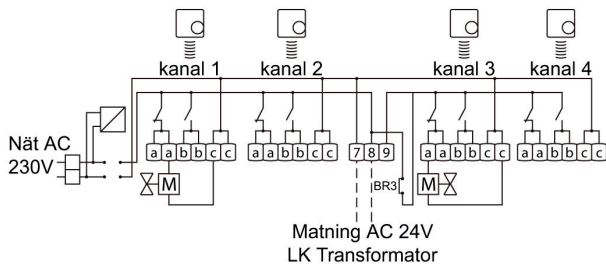 kanal 1 kanal 2 kanal 3 kanal 4
Nät AC
230V
a a b b c c a a b b c c 7 8 9 a a b b c c a a b b c c
M BR3 M
Matning AC 24V
LK Transformator